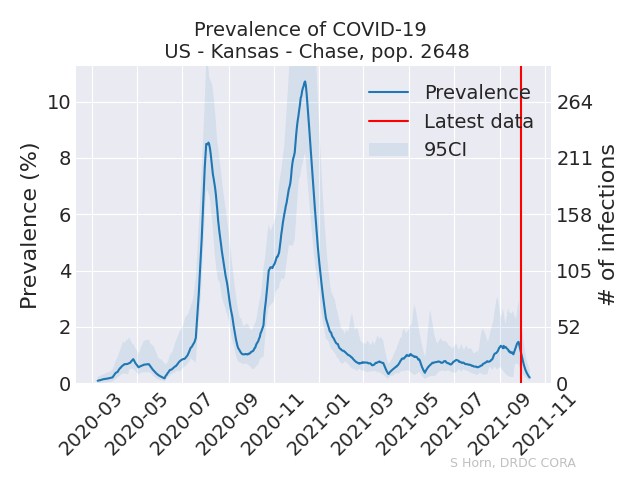 Prevalence of COVID-19
US - Kansas - Chase, pop. 2648
Prevalence (%)
10
8
6
4
2
0
Prevalence
Latest data
95CI
264
211
158
105
52
0
# of infections
2020-03
2020-05
2020-07
2020-09
2020-11
2021-01
2021-03
2021-05
2021-07
2021-09
2021-11
S Horn, DRDC CORA